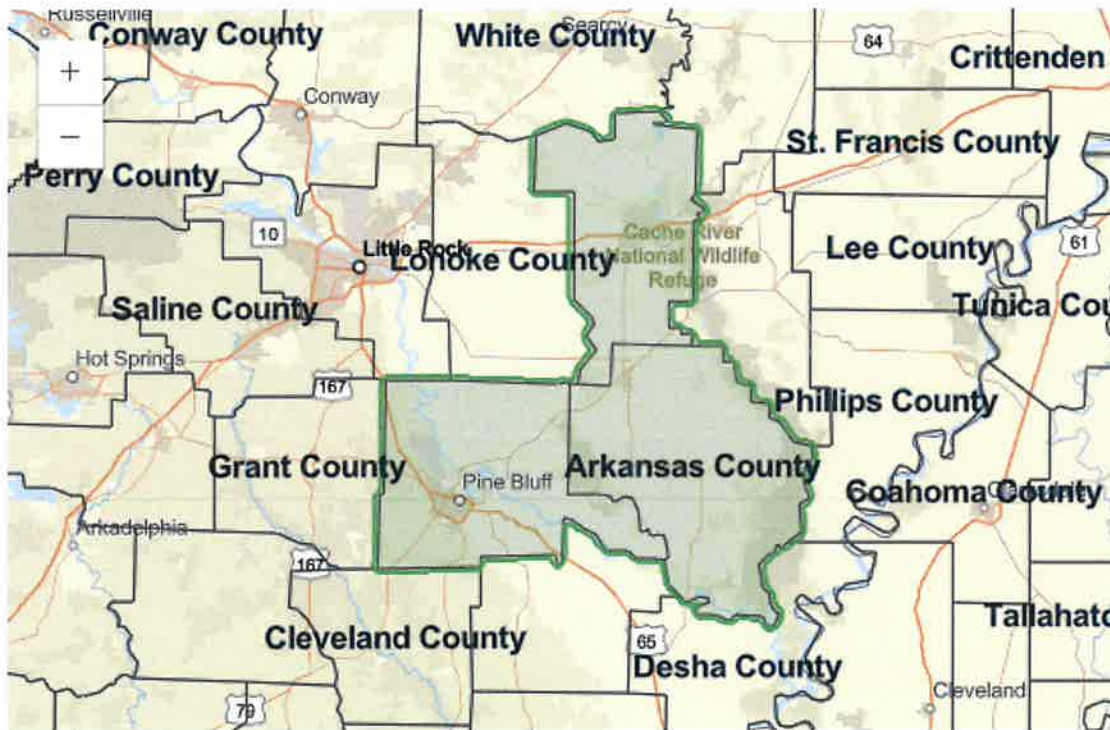 Russellville
Conway County
White County
Searcy
64
Crittenden
+
Conway
−
St. Francis County
Perry County
10
Little Rock
Lonoke County
Cache River
National Wildlife
Refuge
Lee County
61
Saline County
Tunica Cou
Hot Springs
167
Phillips County
Grant County
Pine Bluff
Arkansas County
Coahoma County
Arkadelphia
167
Cleveland County
65
Desha County
Tallahatc
Cleveland
79